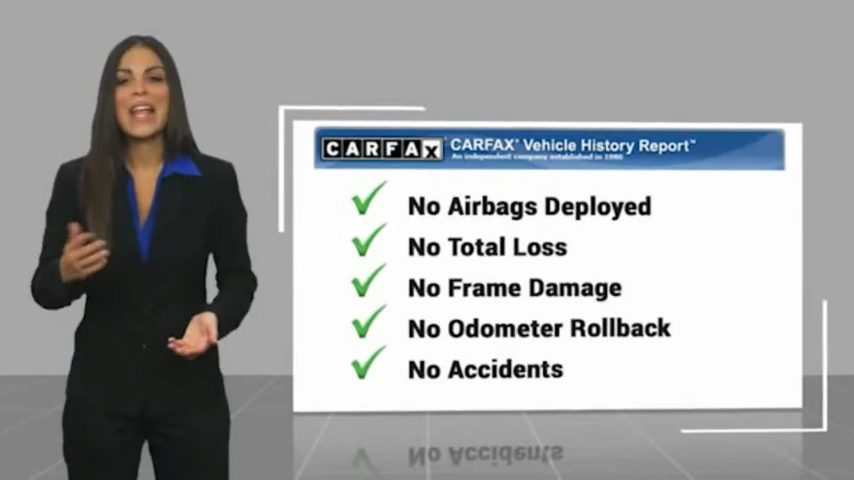 CARFAX CARFAX® Vehicle History Report™
An independent company established in 1986
No Airbags Deployed
No Total Loss
No Frame Damage
No Odometer Rollback
No Accidents
No Accidents